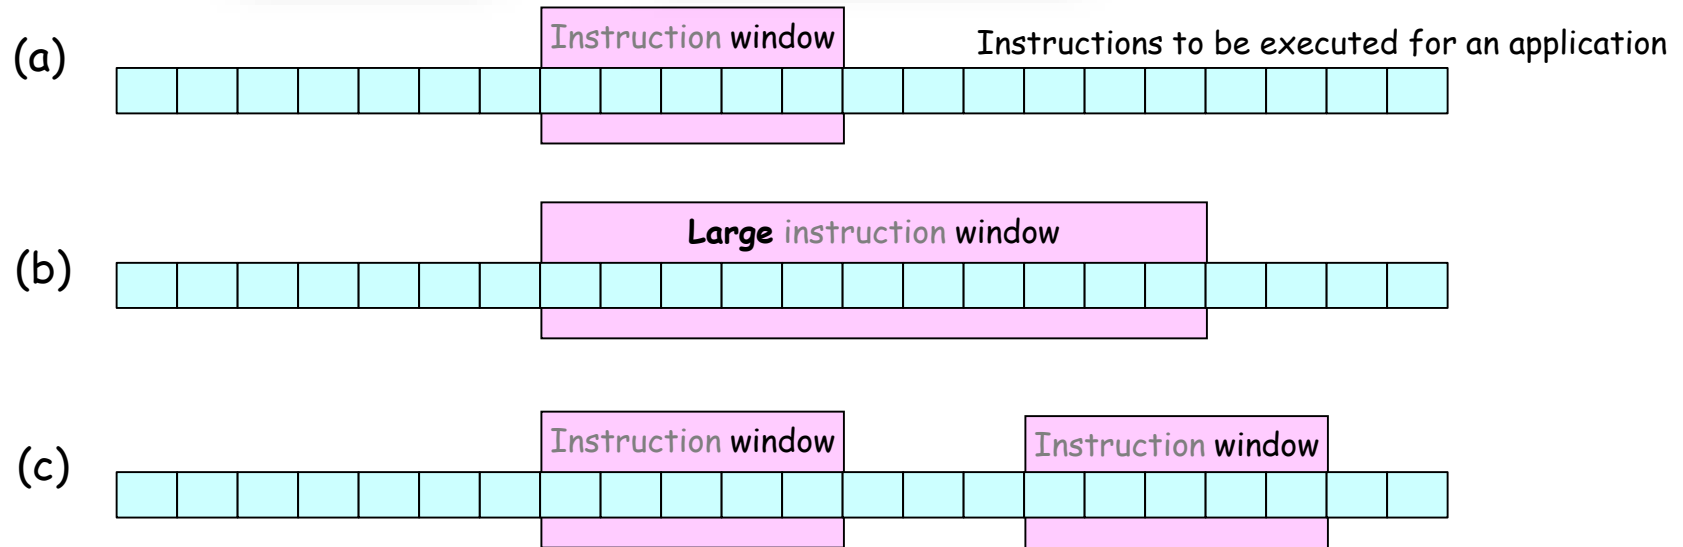 (a)
Instruction window
Instructions to be executed for an application
(b)
Large instruction window
(c)
Instruction window
Instruction window